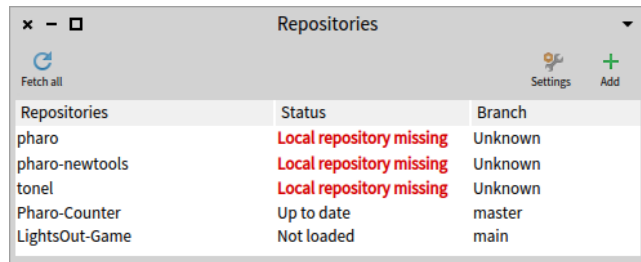 Repositories
Fetch all
Settings
Add
Repositories Status Branch
pharo Local repository missing Unknown
pharo-newtools Local repository missing Unknown
tonel Local repository missing Unknown
Pharo-Counter Up to date master
LightsOut-Game Not loaded main